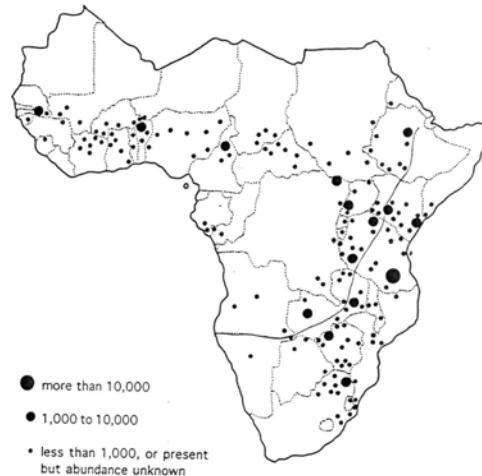 more than 10,000
1,000 to 10,000
less than 1,000, or present
but abundance unknown